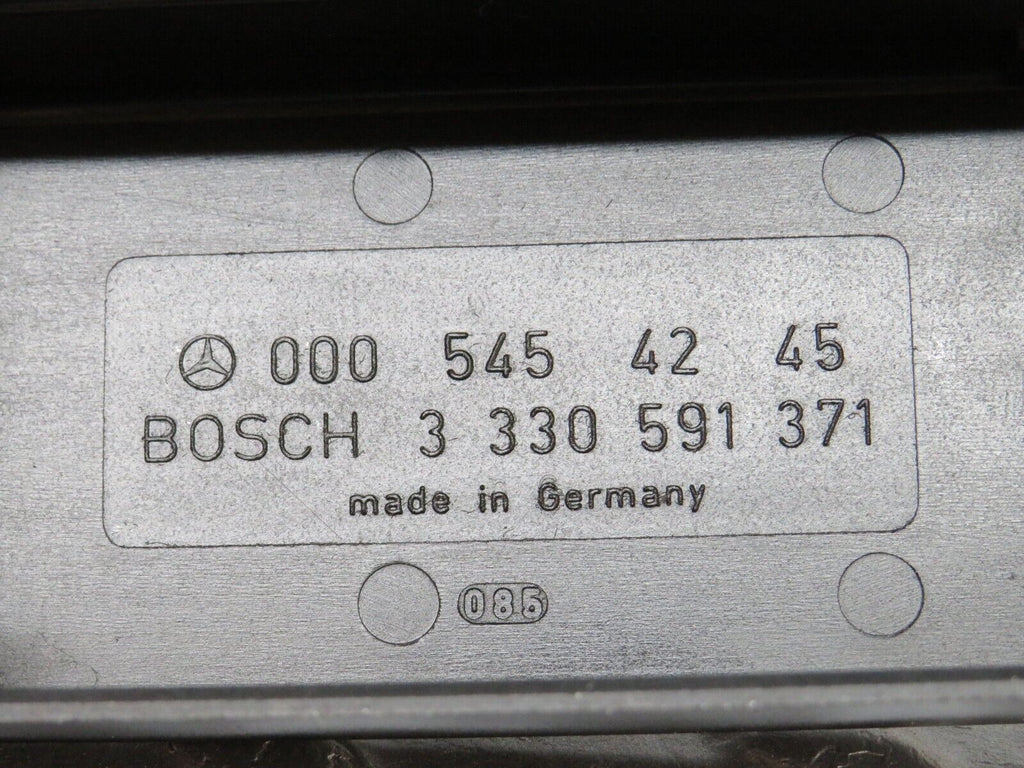 000 545 42 45
BOSCH 3 330 591 371
made in Germany
085